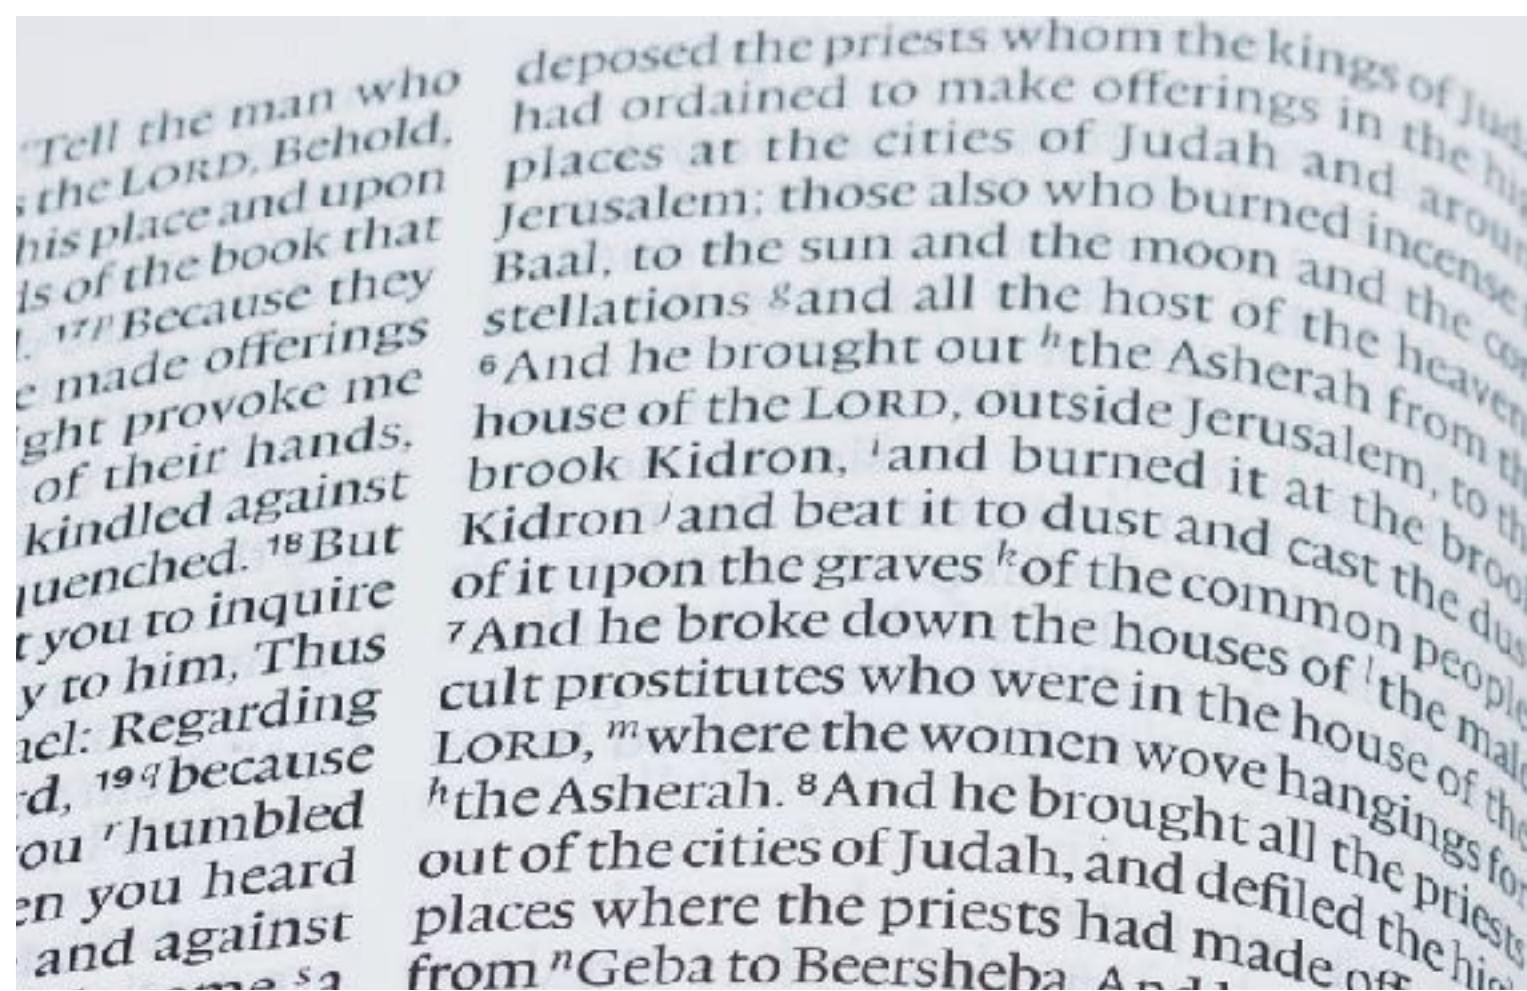 "Tell the man who
the LORD, Behold,
his place and upon
of the book that
17 p Because they
made offerings
provoke me
of their hands,
kindled against
quenched. 18 But
you to inquire
to him, Thus
Regarding
19 q because
r humbled
you heard
and against
s a
deposed the priests whom the kings of
had ordained to make offerings in the
places at the cities of Judah and
Jerusalem; those also who burned incense
Baal, to the sun and the moon and the
stellations g and all the host of the
6 And he brought out h the Asherah from
house of the LORD, outside Jerusalem, to
brook Kidron, i and burned it at the
Kidron j and beat it to dust and cast the
of it upon the graves k of the common people
7 And he broke down the houses of l the
cult prostitutes who were in the house of the
LORD, m where the women wove hangings for
h the Asherah. 8 And he brought all the priests
out of the cities of Judah, and defiled the
places where the priests had made
from n Geba to Beersheba.